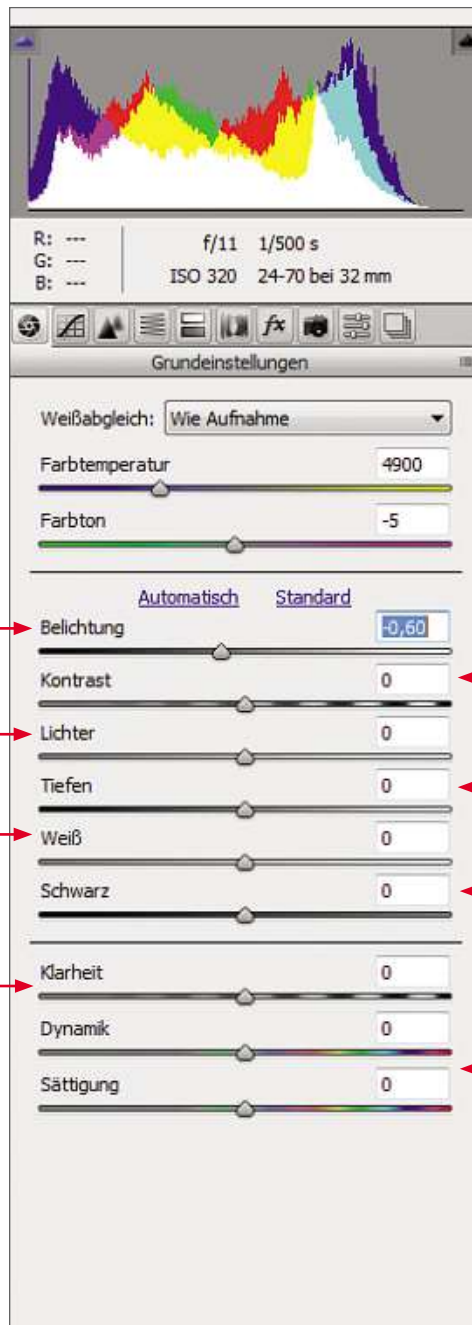 R: ---
G: ---
B: ---
f/11 1/500 s
ISO 320 24-70 bei 32 mm
fx
Grundeinstellungen
Weißabgleich: Wie Aufnahme
Farbtemperatur 4900
Farbton -5
Automatisch Standard
Belichtung -0,60
Kontrast 0
Lichter 0
Tiefen 0
Weiß 0
Schwarz 0
Klarheit 0
Dynamik 0
Sättigung 0